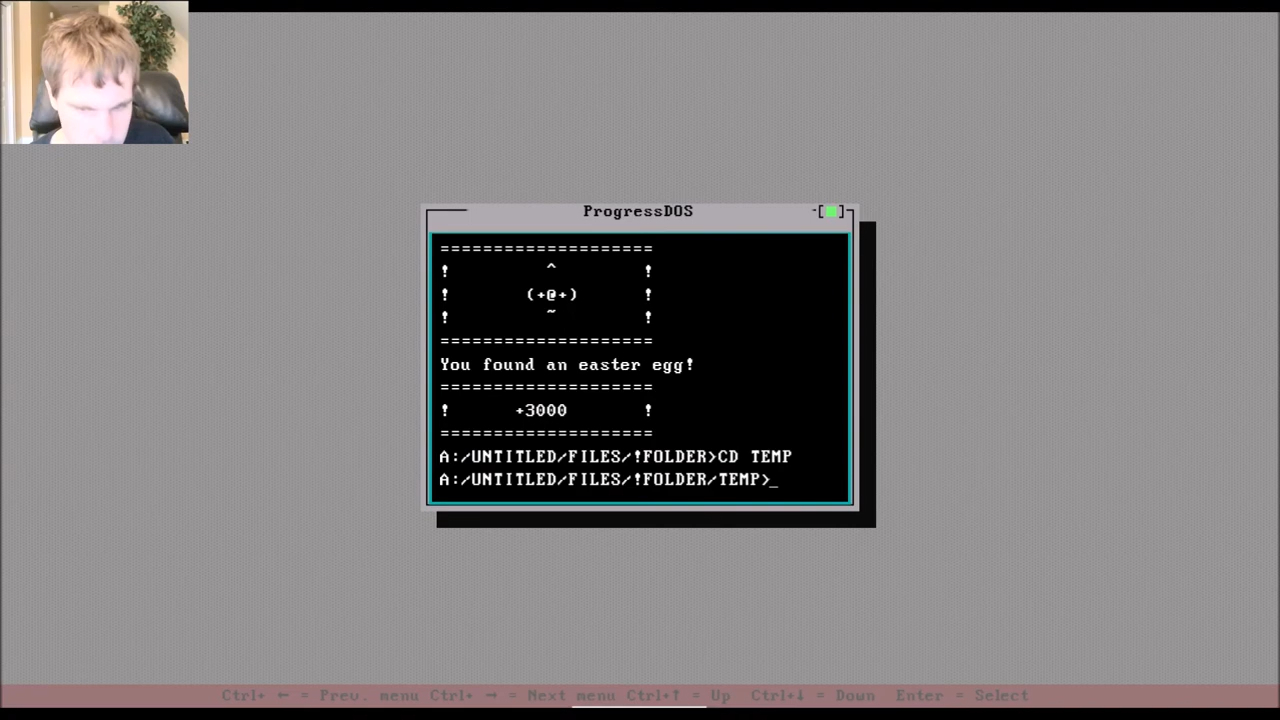 ProgressDOS
-[■]-
====================
! ^ !
! (+@+) !
! ~ !
====================
You found an easter egg!
====================
! +3000 !
====================
A:/UNTITLED/FILES/!FOLDER>CD TEMP
A:/UNTITLED/FILES/!FOLDER/TEMP>_
Ctrl+ ← = Prev. menu Ctrl+ → = Next menu Ctrl+↑ = Up Ctrl+↓ = Down Enter = Select